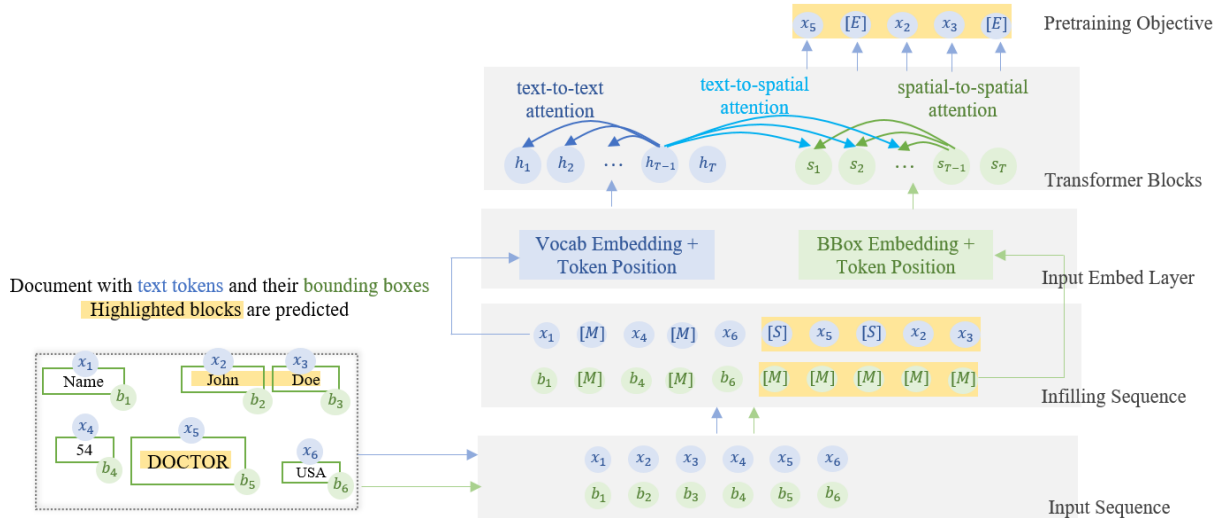 x5 [E] x2 x3 [E]
Pretraining Objective
text-to-text
attention
text-to-spatial
attention
spatial-to-spatial
attention
h1 h2 ... hT−1 hT
s1 s2 ... sT−1 sT
Transformer Blocks
Vocab Embedding +
Token Position
BBox Embedding +
Token Position
Input Embed Layer
Document with text tokens and their bounding boxes
Highlighted blocks are predicted
x1 [M] x4 [M] x6 [S] x5 [S] x2 x3
b1 [M] b4 [M] b6 [M] [M] [M] [M] [M]
Infilling Sequence
x1 x2 x3
Name John Doe
b1 b2 b3
x4 x5 x6
54 DOCTOR USA
b4 b5 b6
x1 x2 x3 x4 x5 x6
b1 b2 b3 b4 b5 b6
Input Sequence